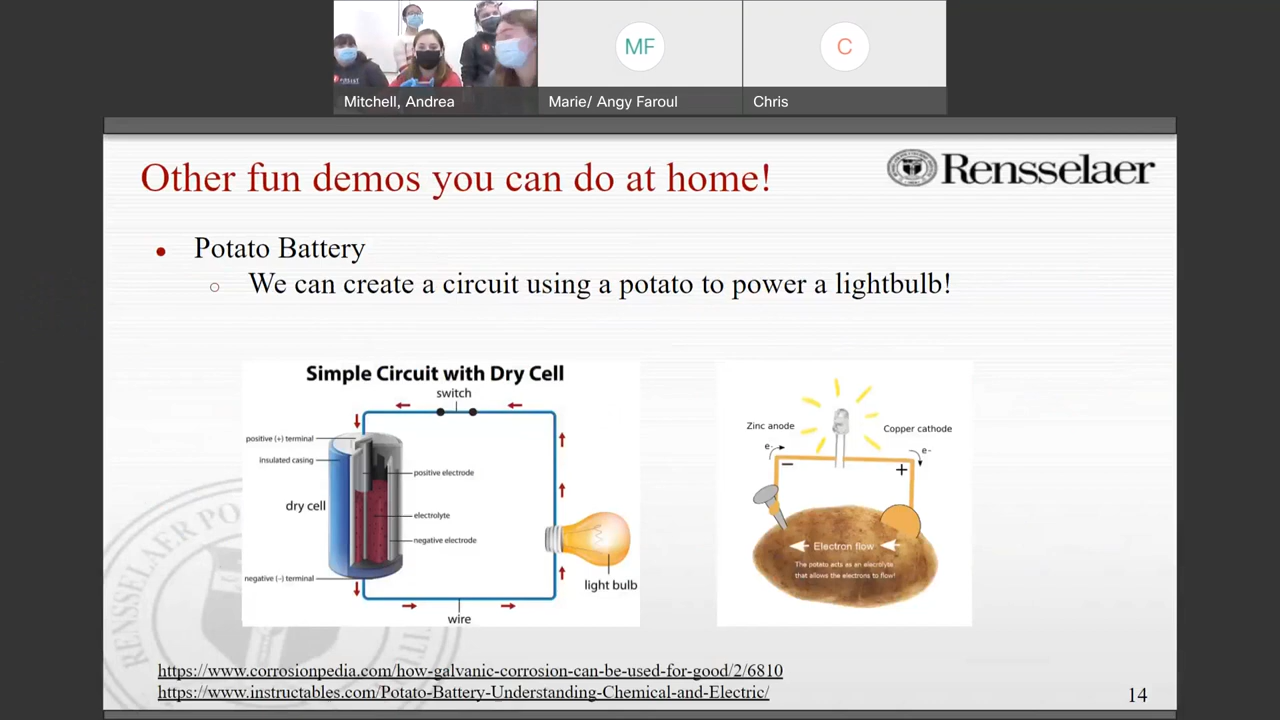 MF
C
Mitchell, Andrea
Marie/ Angy Faroul
Chris
Other fun demos you can do at home!
Rensselaer
Potato Battery
We can create a circuit using a potato to power a lightbulb!
Simple Circuit with Dry Cell
switch
positive (+) terminal
insulated casing
positive electrode
dry cell
electrolyte
negative electrode
negative (–) terminal
light bulb
wire
Zinc anode
Copper cathode
e-
e-
−
+
Electron flow
The potato acts as an electrilyte
that allows the electrons to flow!
RENSSELAER PO
https://www.corrosionpedia.com/how-galvanic-corrosion-can-be-used-for-good/2/6810
https://www.instructables.com/Potato-Battery-Understanding-Chemical-and-Electric/
14